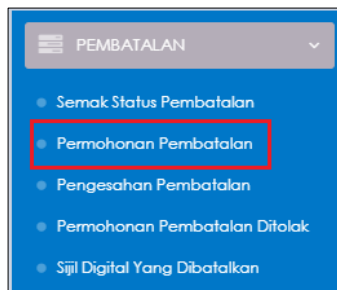 PEMBATALAN
Semak Status Pembatalan
Permohonan Pembatalan
Pengesahan Pembatalan
Permohonan Pembatalan Ditolak
Sijil Digital Yang Dibatalkan